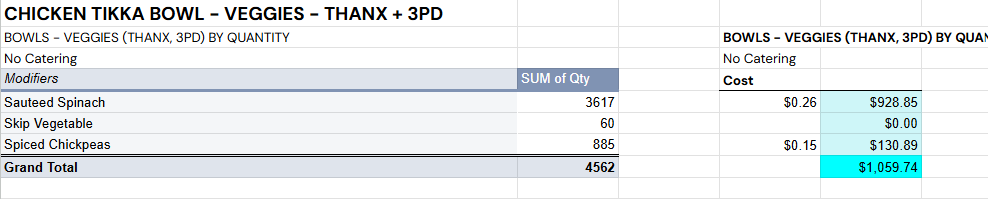 CHICKEN TIKKA BOWL - VEGGIES - THANX + 3PD
BOWLS - VEGGIES (THANX, 3PD) BY QUANTITY BOWLS - VEGGIES (THANX, 3PD) BY QUAN
No Catering No Catering
Modifiers SUM of Qty Cost
Sauteed Spinach 3617 $0.26 $928.85
Skip Vegetable 60 $0.00
Spiced Chickpeas 885 $0.15 $130.89
Grand Total 4562 $1,059.74